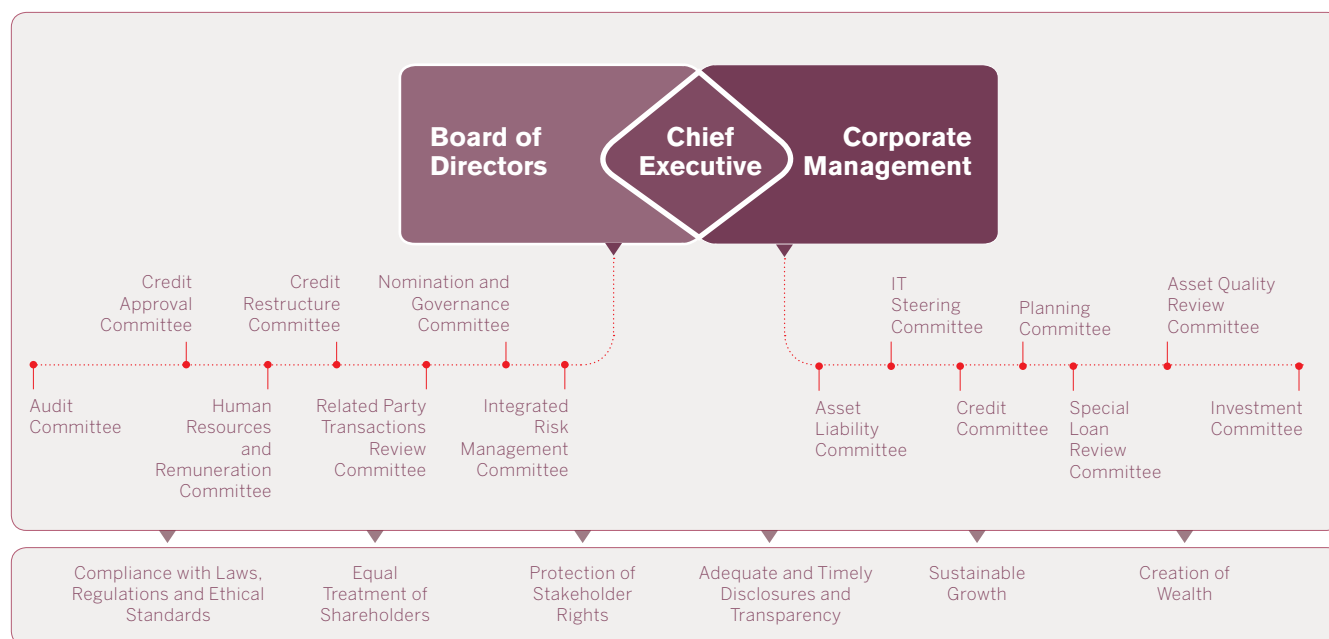 Board of
Directors
Chief
Executive
Corporate
Management
Credit
Approval
Committee
Credit
Restructure
Committee
Nomination and
Governance
Committee
IT
Steering
Committee
Planning
Committee
Asset Quality
Review
Committee
Audit
Committee
Human
Resources
and
Remuneration
Committee
Related Party
Transactions
Review
Committee
Integrated
Risk
Management
Committee
Asset
Liability
Committee
Credit
Committee
Special
Loan
Review
Committee
Investment
Committee
Compliance with Laws,
Regulations and Ethical
Standards
Equal
Treatment of
Shareholders
Protection of
Stakeholder
Rights
Adequate and Timely
Disclosures and
Transparency
Sustainable
Growth
Creation of
Wealth